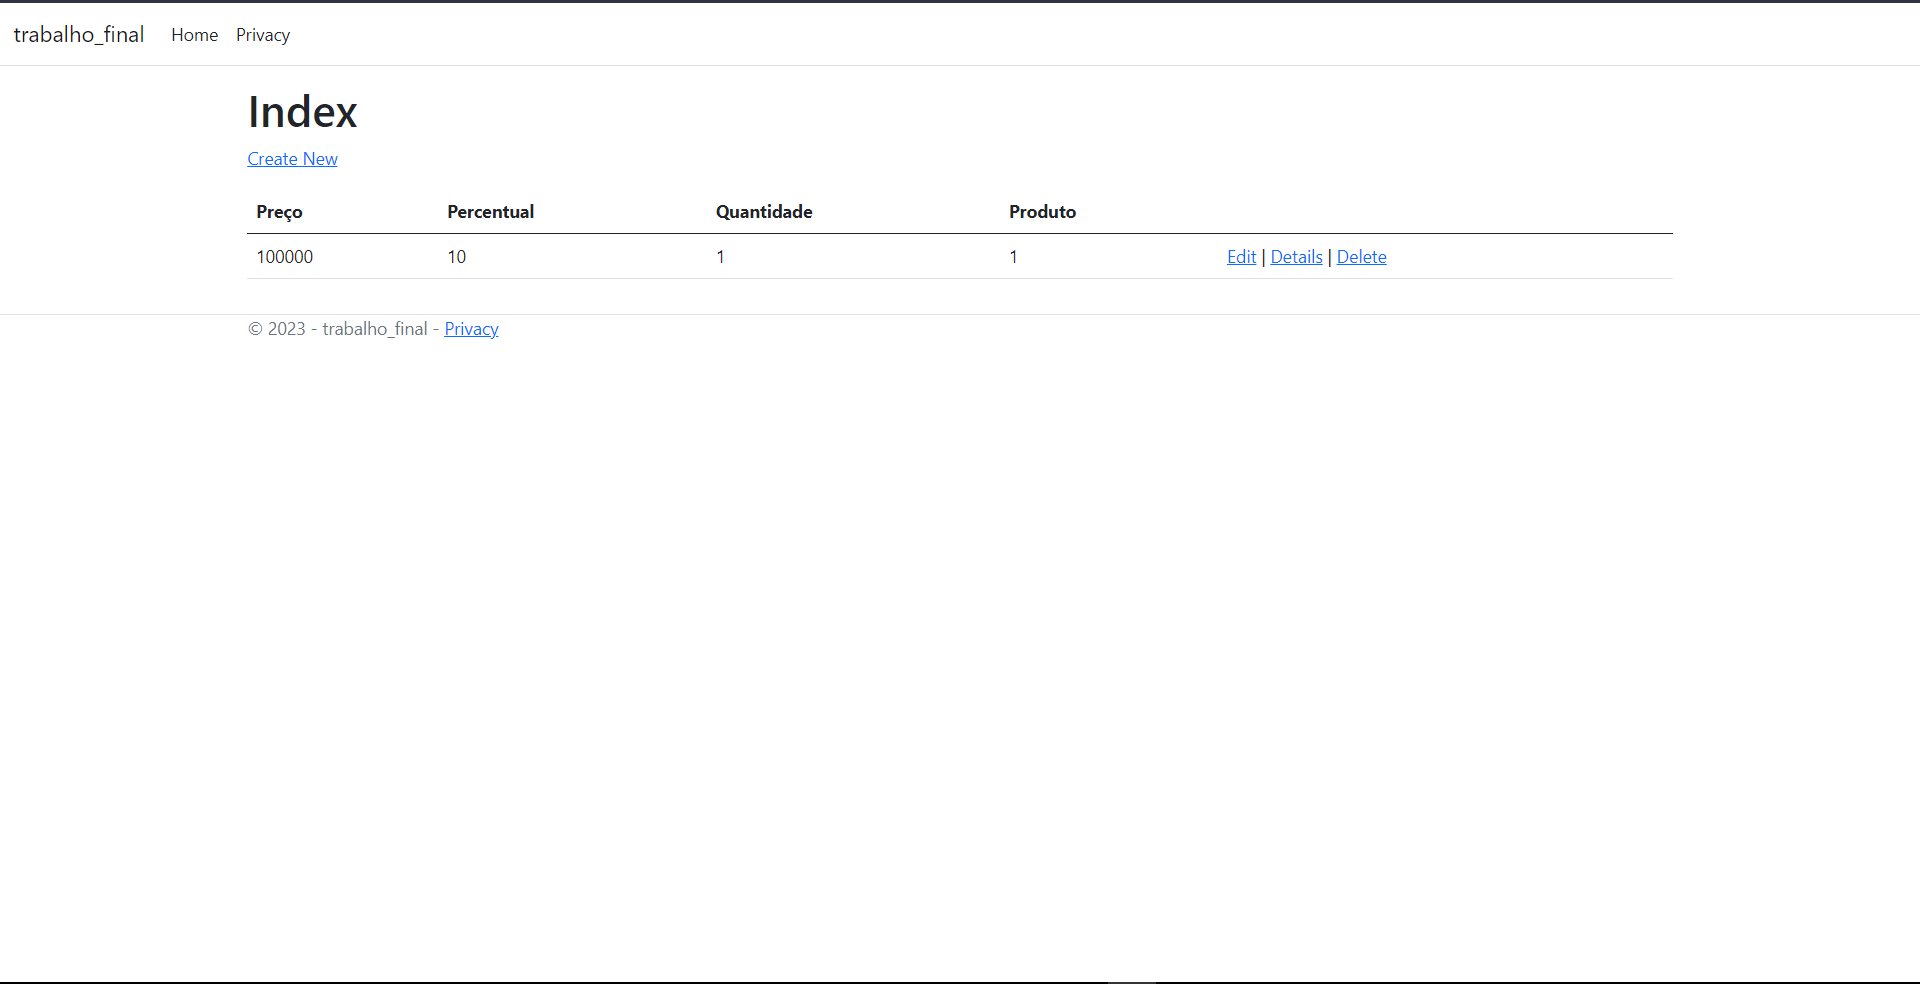 trabalho_final Home Privacy
Index
Create New
Preço Percentual Quantidade Produto
100000 10 1 1 Edit | Details | Delete
© 2023 - trabalho_final - Privacy